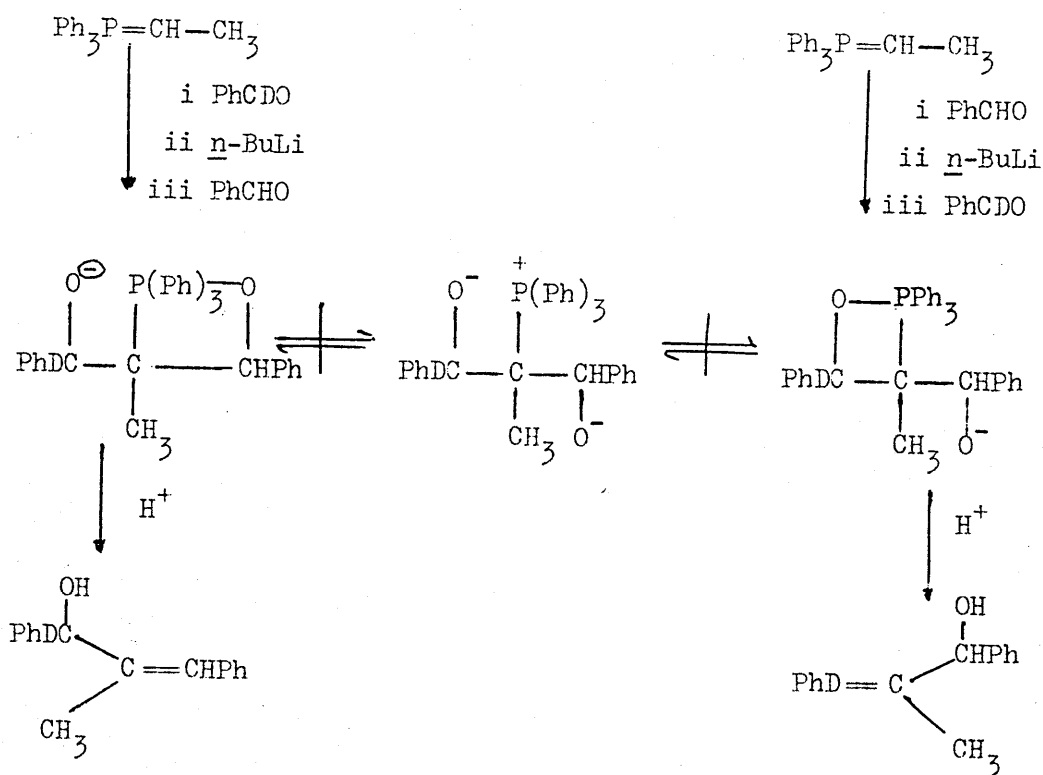 Ph3P=CH—CH3
i PhCDO
ii n-BuLi
iii PhCHO
Ph3P=CH—CH3
i PhCHO
ii n-BuLi
iii PhCDO
O⊖ P(Ph)3—O
PhDC—C—CHPh
CH3
O- P+(Ph)3
PhDC—C—CHPh
CH3 O-
O—PPh3
PhDC—C—CHPh
CH3 O-
H+
H+
OH
PhDC
C=CHPh
CH3
OH
CHPh
PhD=C
CH3